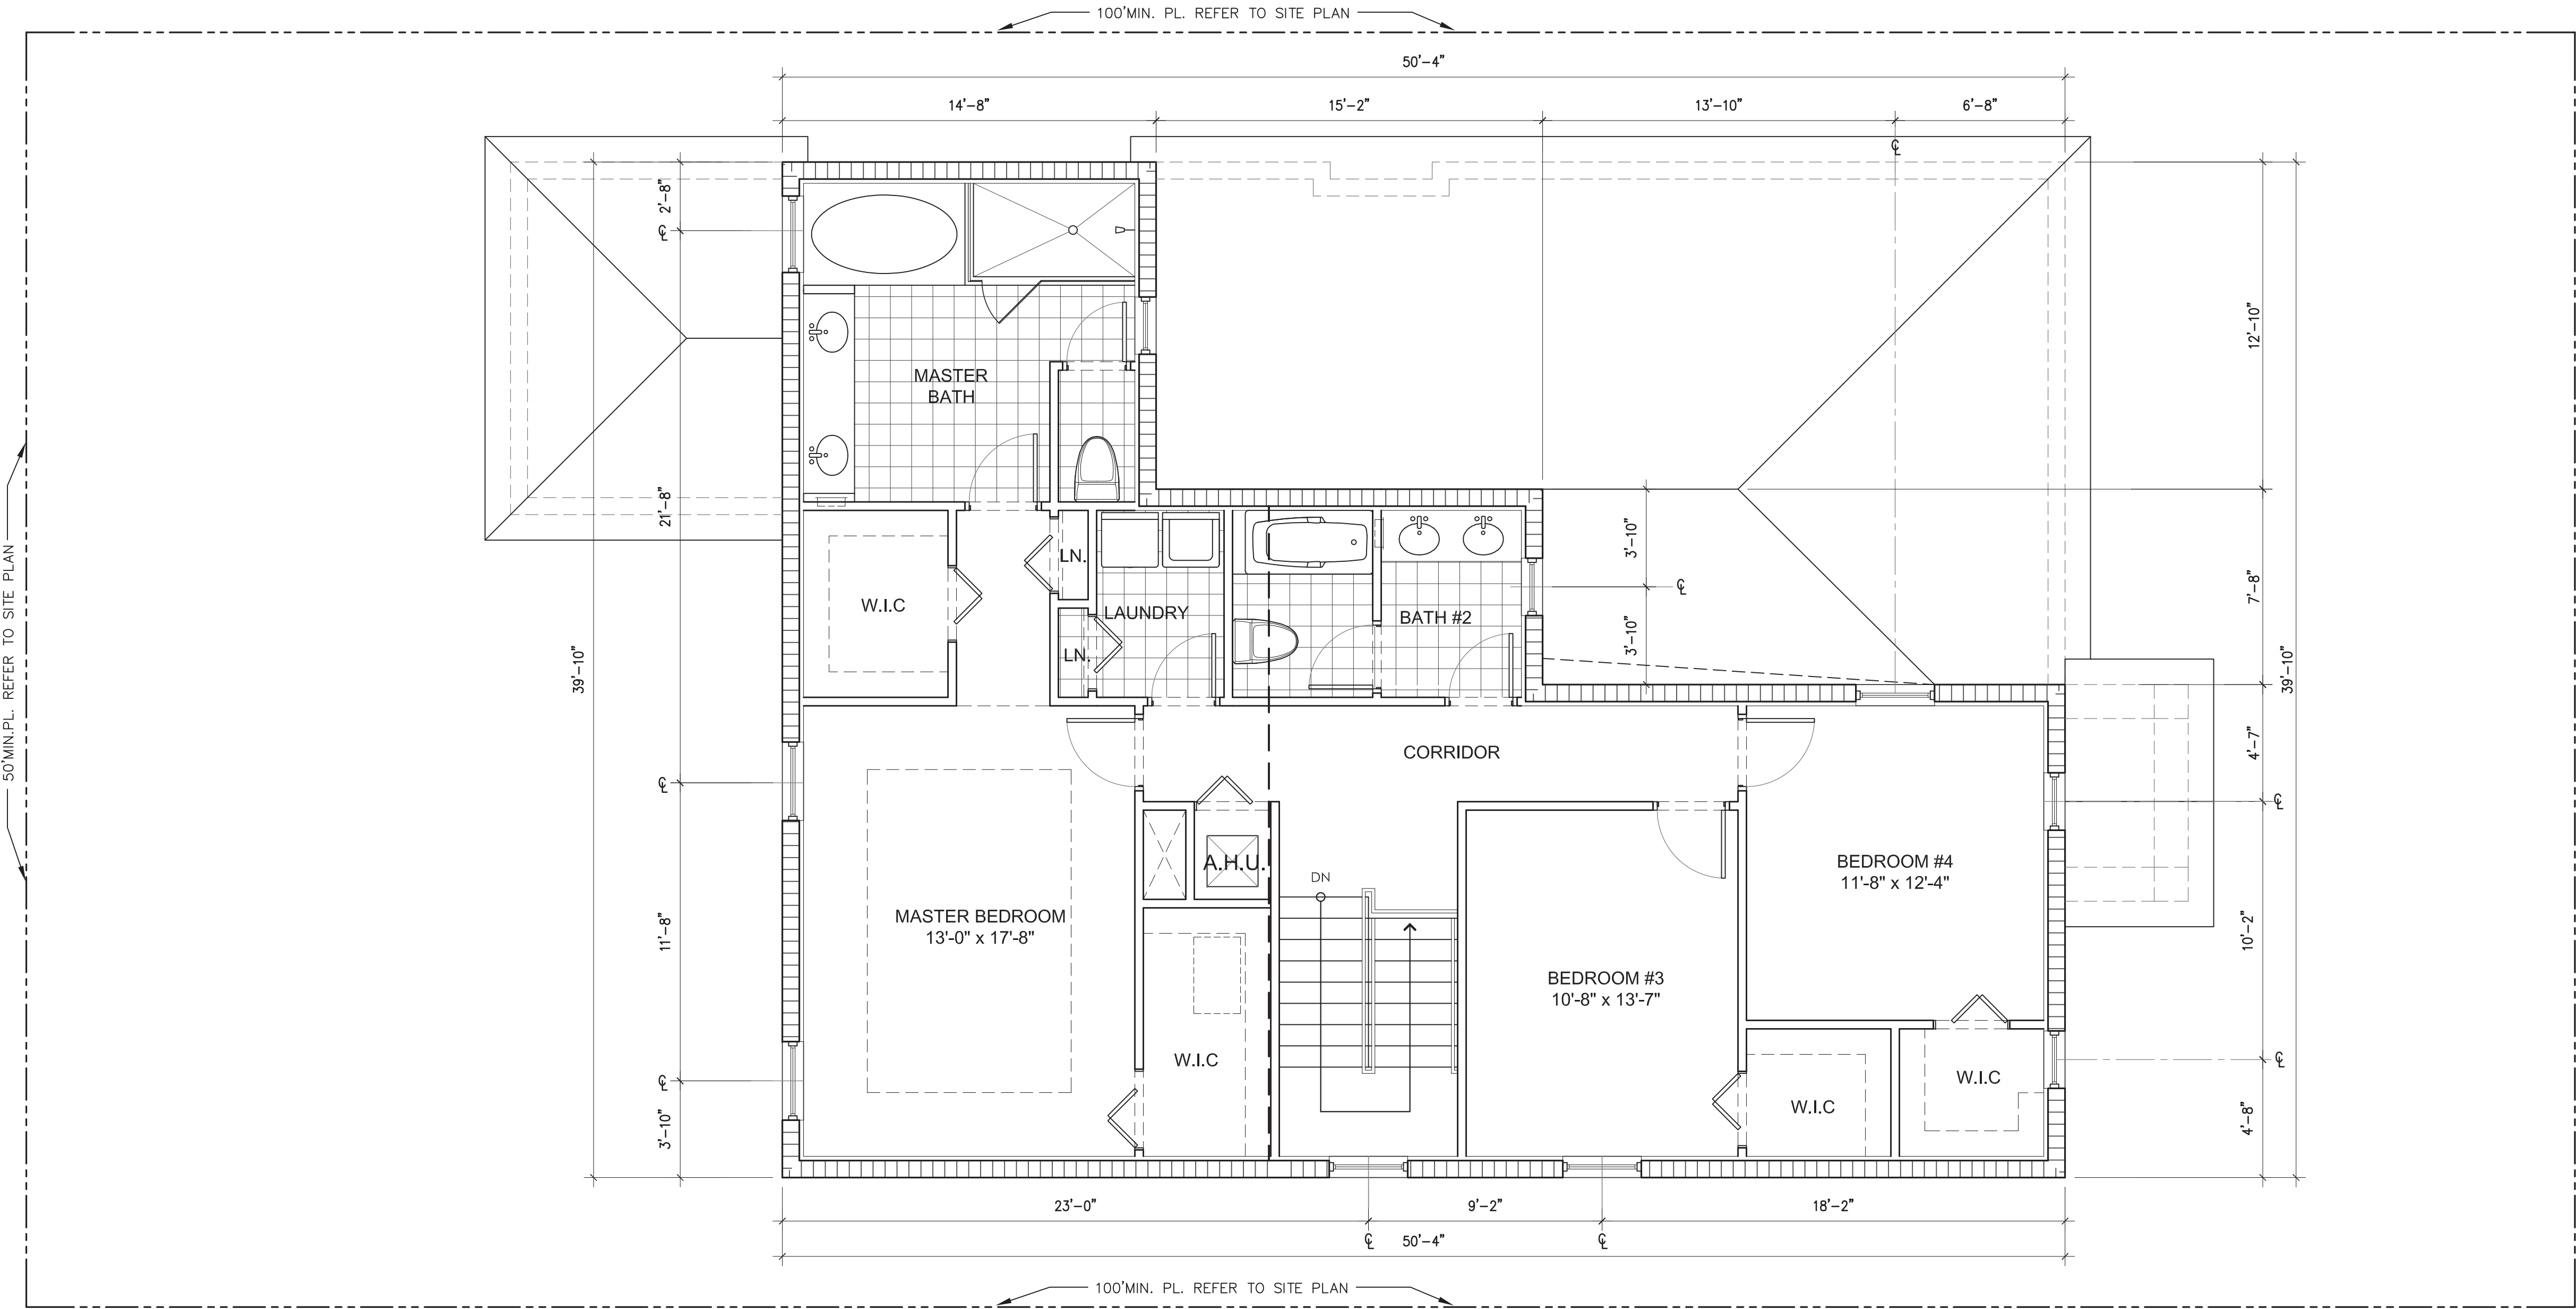 100'MIN. PL. REFER TO SITE PLAN
50'-4"
14'-8"
15'-2"
13'-10"
6'-8"
℄
2'-8"
℄
21'-8"
39'-10"
℄
11'-8"
℄
3'-10"
50'MIN.PL. REFER TO SITE PLAN
MASTER
BATH
W.I.C
LN.
LN.
LAUNDRY
BATH #2
3'-10"
℄
3'-10"
12'-10"
7'-8"
39'-10"
4'-7"
℄
10'-2"
℄
4'-8"
CORRIDOR
A.H.U.
DN
MASTER BEDROOM
13'-0" x 17'-8"
W.I.C
BEDROOM #3
10'-8" x 13'-7"
BEDROOM #4
11'-8" x 12'-4"
W.I.C
W.I.C
23'-0"
9'-2"
18'-2"
℄
50'-4"
℄
100'MIN. PL. REFER TO SITE PLAN